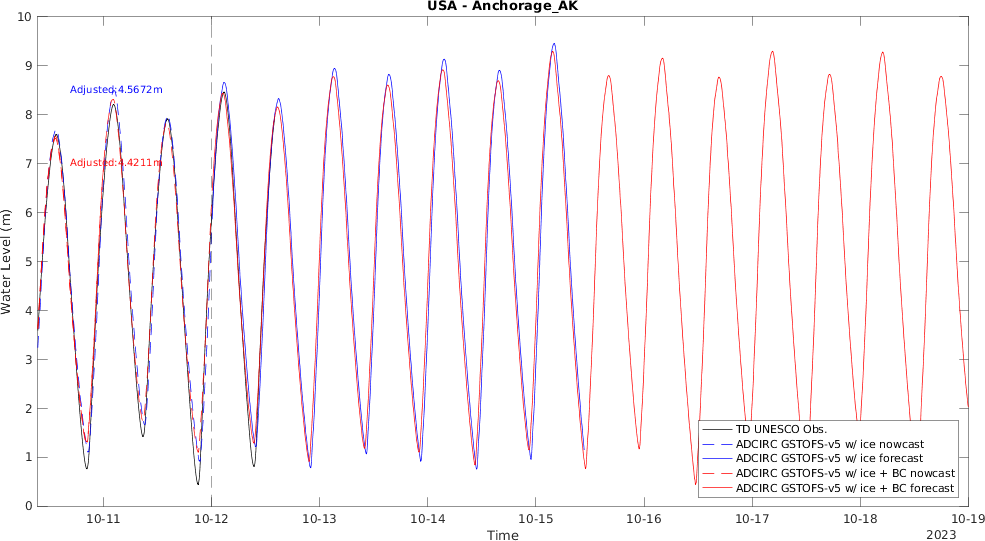 USA - Anchorage_AK
10
9
8
7
6
5
4
3
2
1
0
Water Level (m)
Adjusted:4.5672m
Adjusted:4.4211m
TD UNESCO Obs.
ADCIRC GSTOFS-v5 w/ ice nowcast
ADCIRC GSTOFS-v5 w/ ice forecast
ADCIRC GSTOFS-v5 w/ ice + BC nowcast
ADCIRC GSTOFS-v5 w/ ice + BC forecast
10-11 10-12 10-13 10-14 10-15 10-16 10-17 10-18 10-19
Time
2023